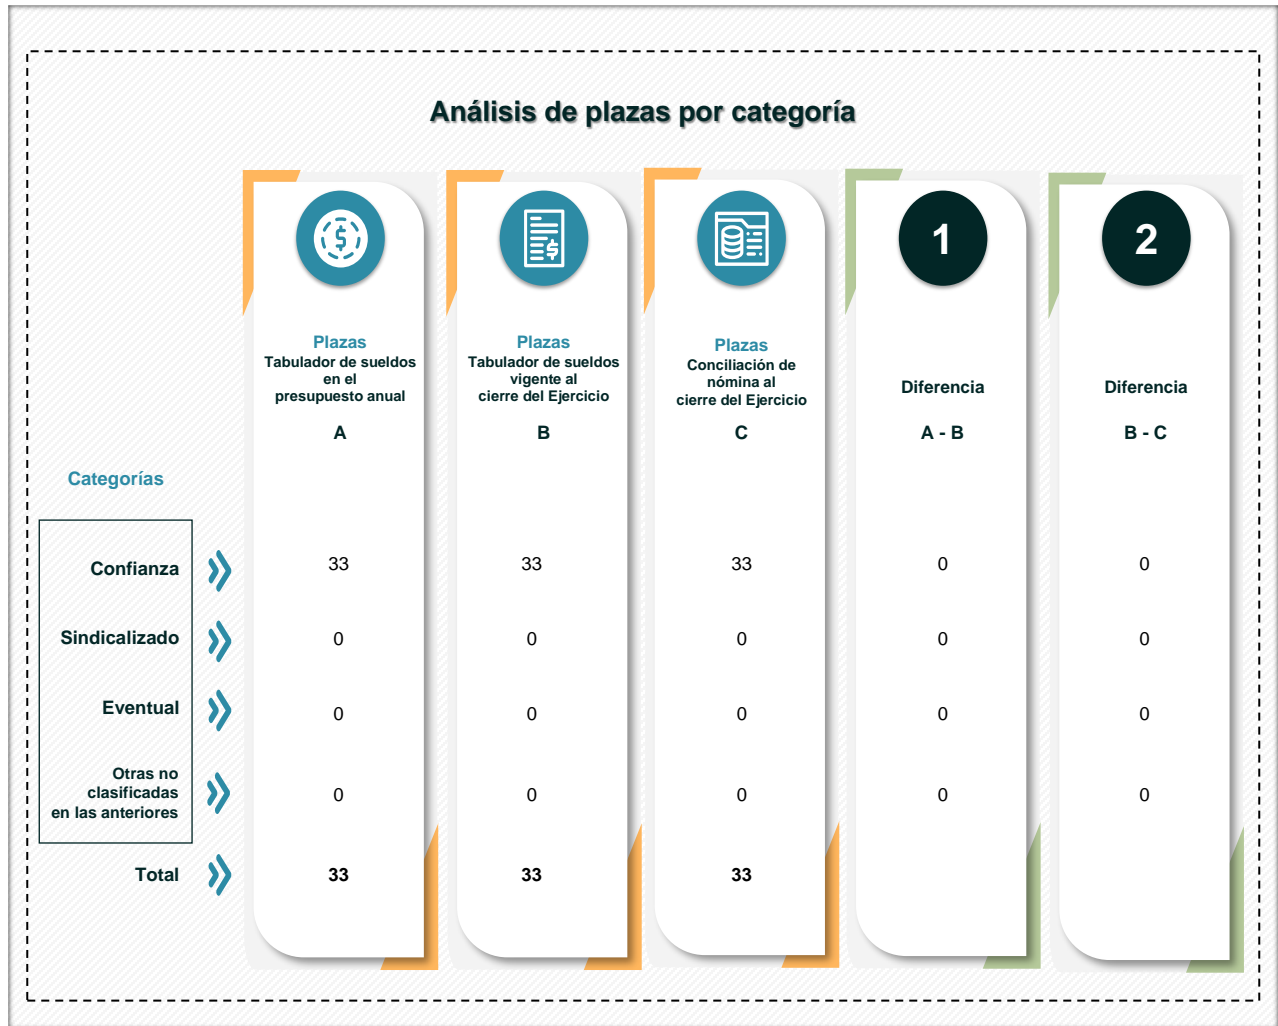 Análisis de plazas por categoría
1
2
Plazas
Tabulador de sueldos
en el
presupuesto anual
A
Plazas
Tabulador de sueldos
vigente al
cierre del Ejercicio
B
Plazas
Conciliación de
nómina al
cierre del Ejercicio
C
Diferencia
A - B
Diferencia
B - C
Categorías
Confianza 33 33 33 0 0
Sindicalizado 0 0 0 0 0
Eventual 0 0 0 0 0
Otras no
clasificadas
en las anteriores 0 0 0 0 0
Total 33 33 33